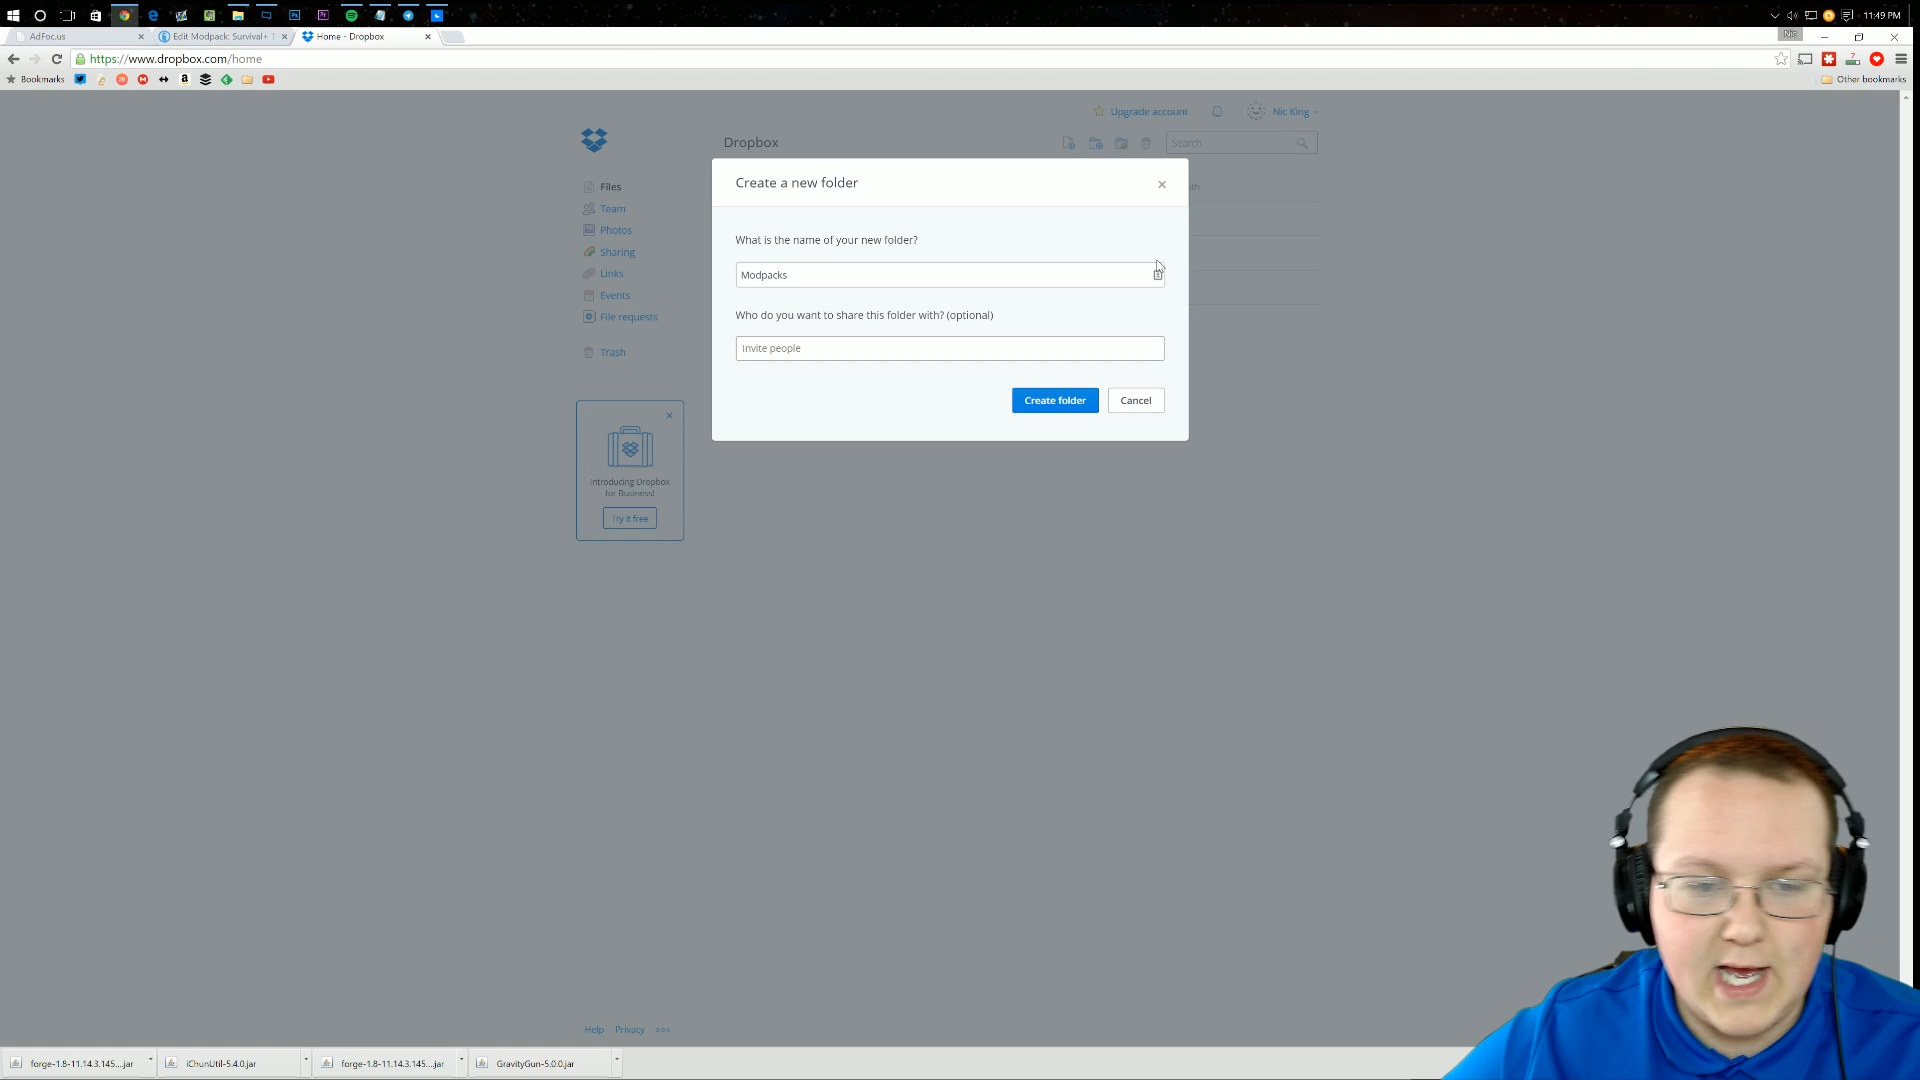 11:49 PM
AdFoc.us
Edit Modpack: Survival+
Home - Dropbox
Nic
https://www.dropbox.com/home
Bookmarks
Other bookmarks
Upgrade account
Nic King
Dropbox
Search
Create a new folder
Files
Team
Photos
Sharing
Links
Events
File requests
Trash
What is the name of your new folder?
Modpacks
Who do you want to share this folder with? (optional)
Invite people
Create folder
Cancel
Introducing Dropbox
for Business!
Try it free
Help
Privacy
forge-1.8-11.14.3.145....jar
iChunUtil-5.4.0.jar
forge-1.8-11.14.3.145....jar
GravityGun-5.0.0.jar